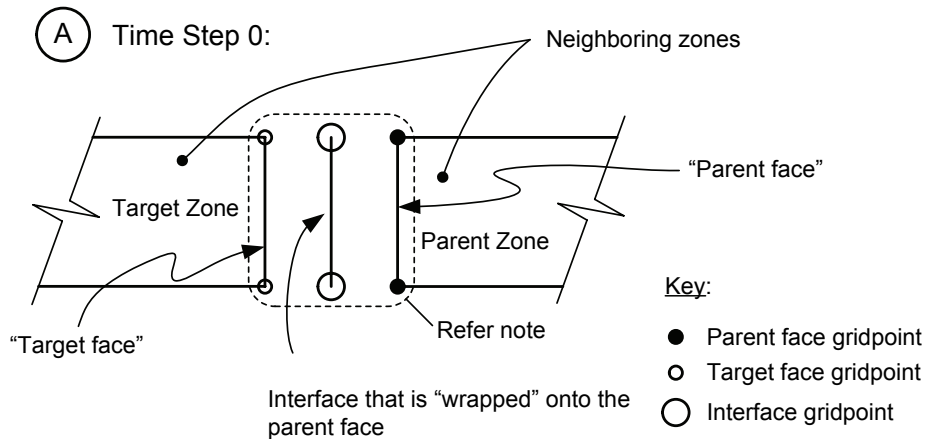 A Time Step 0:
Neighboring zones
"Parent face"
Target Zone
Parent Zone
Key:
"Target face"
Refer note
Parent face gridpoint
Target face gridpoint
Interface that is "wrapped" onto the
parent face
Interface gridpoint